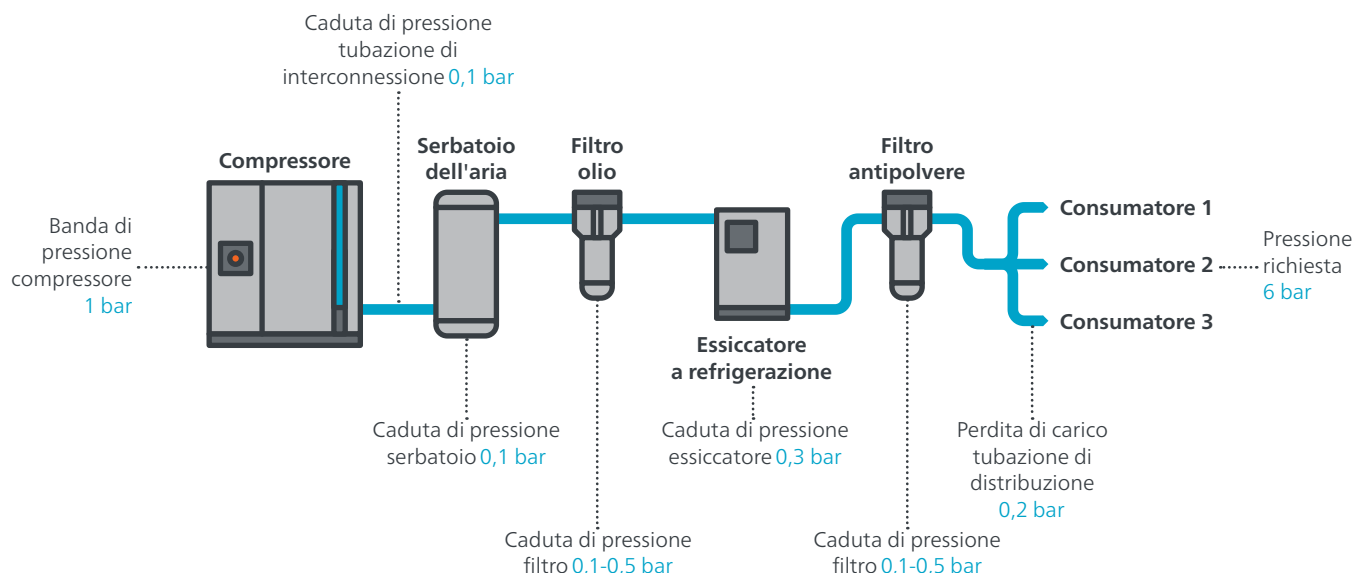 Caduta di pressione
tubazione di
interconnessione 0,1 bar
Compressore
Serbatoio
dell'aria
Filtro
olio
Filtro
antipolvere
Banda di
pressione
compressore
1 bar
Consumatore 1
Consumatore 2
Consumatore 3
Pressione
richiesta
6 bar
Essiccatore
a refrigerazione
Caduta di pressione
serbatoio 0,1 bar
Caduta di pressione
essiccatore 0,3 bar
Perdita di carico
tubazione di
distribuzione
0,2 bar
Caduta di pressione
filtro 0,1-0,5 bar
Caduta di pressione
filtro 0,1-0,5 bar